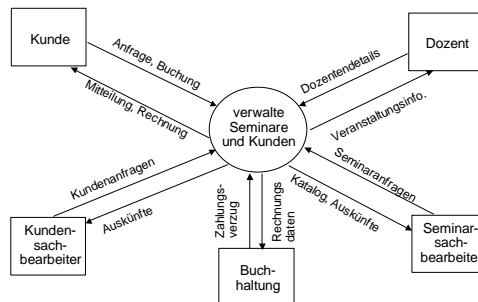 Kunde
Dozent
Anfrage, Buchung
Dozentendetails
Mitteilung, Rechnung
verwalte
Seminare
und Kunden
Veranstaltungsinfo.
Kundenanfragen
Seminaranfragen
Auskünfte
Zahlungs-
verzug
Rechnungs
daten
Katalog, Auskünfte
Kunden-
sach-
bearbeiter
Buch-
haltung
Seminar-
sach-
bearbeite